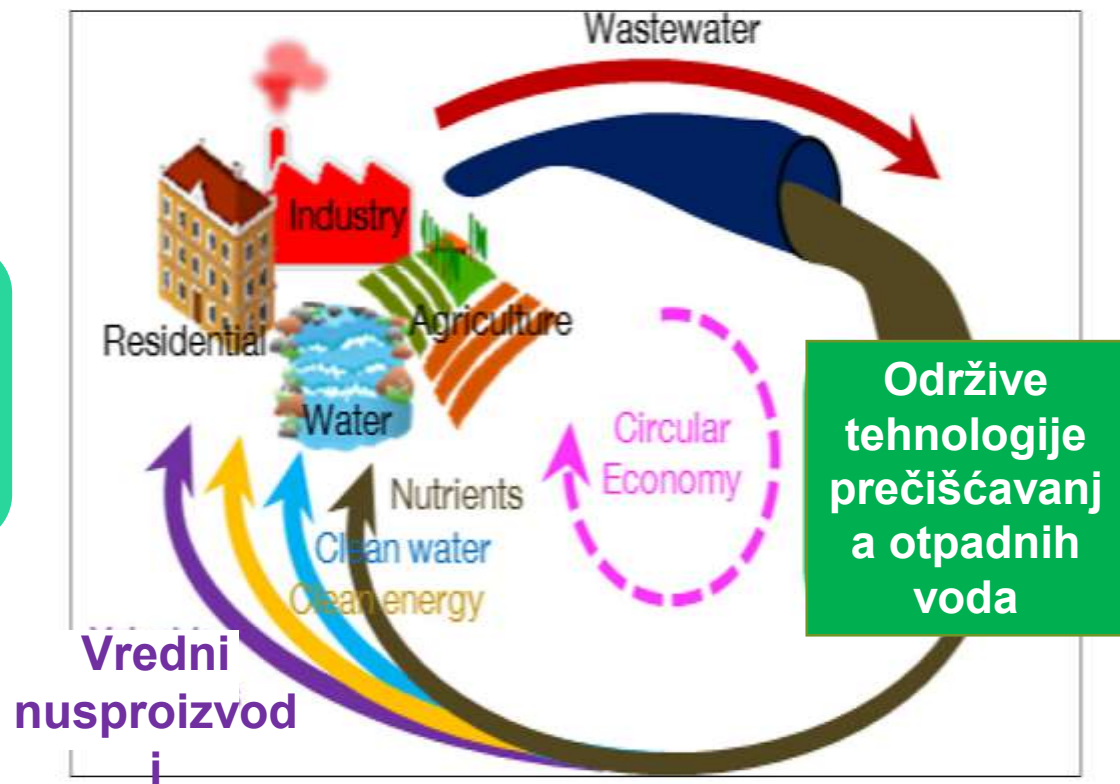 Wastewater
Industry
Residential
Agriculture
Water
Circular
Economy
Nutrients
Clean water
Clean energy
Održive
tehnologije
prečišćavanj
a otpadnih
voda
Vredni
nusproizvod
i